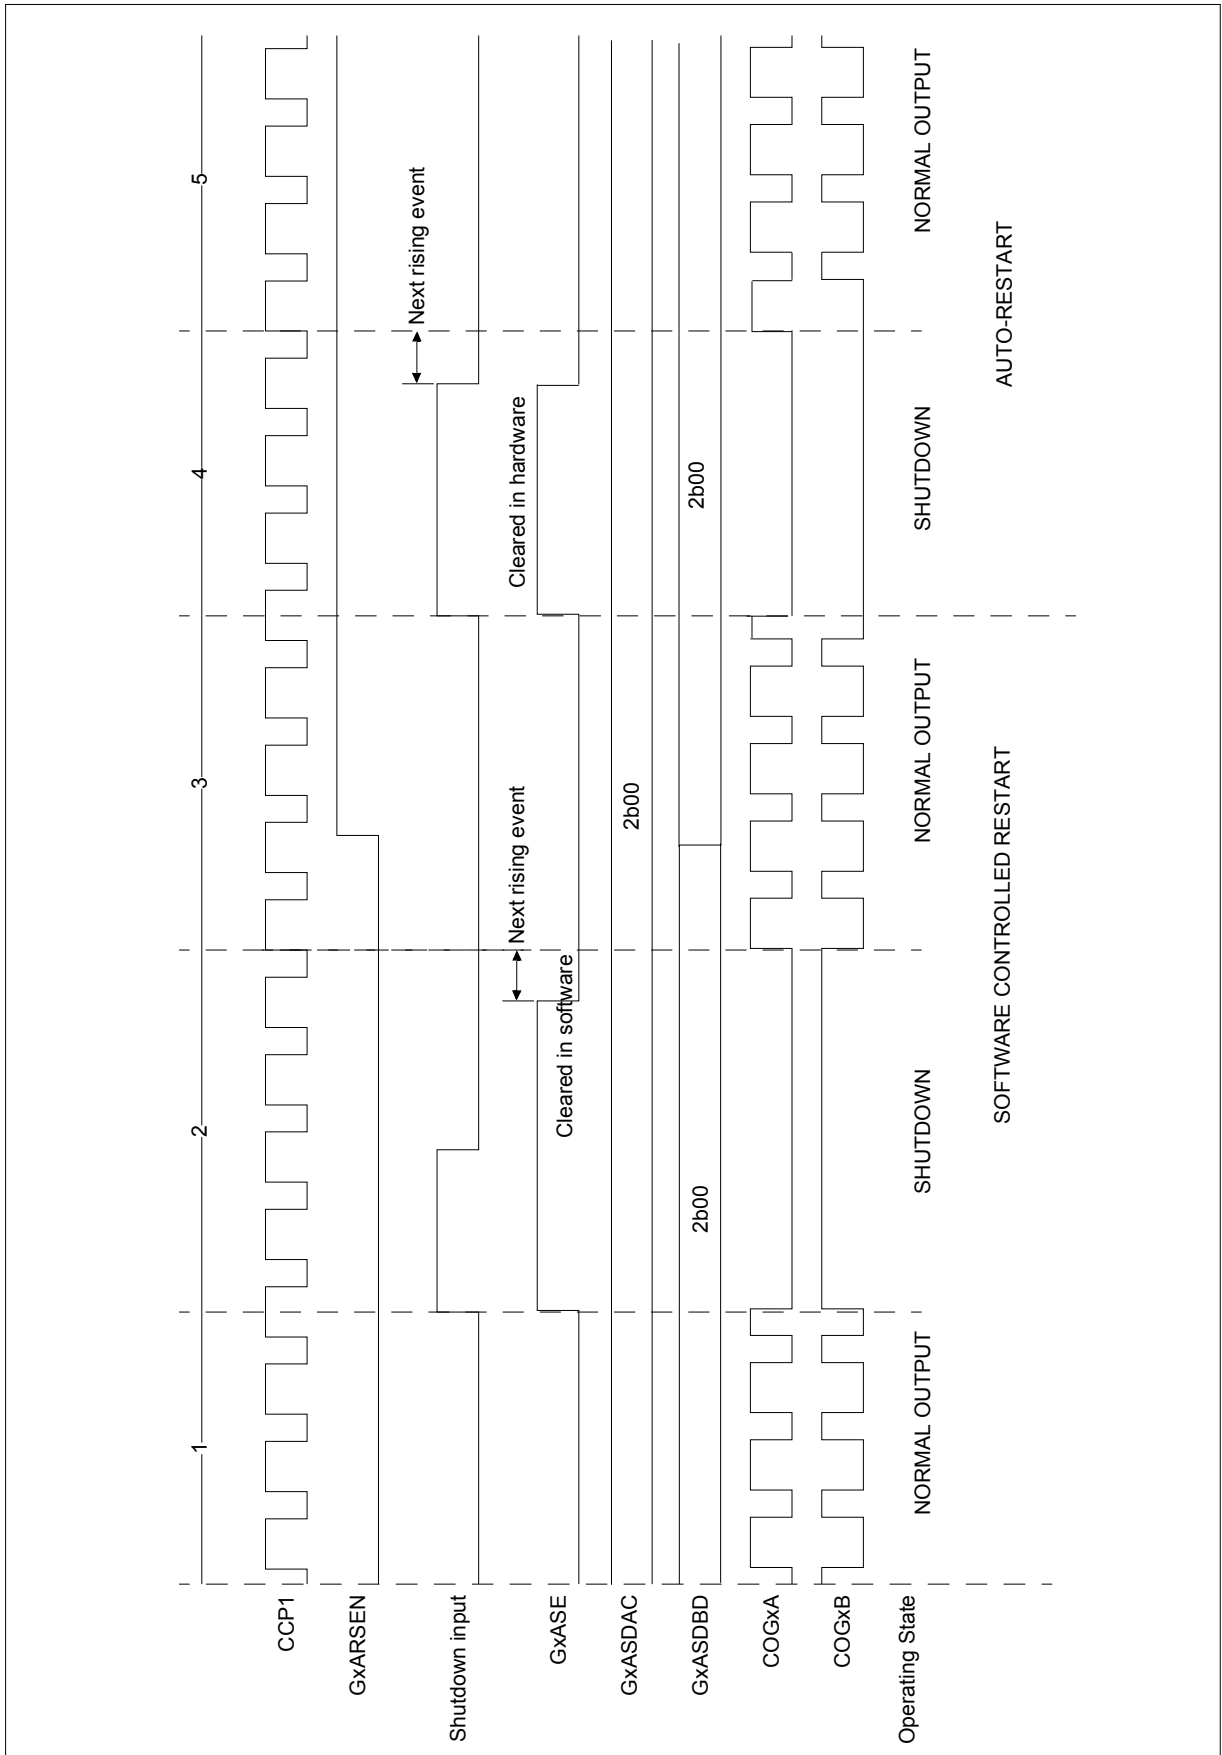 1
2
3
4
5
CCP1
GxARSEN
Next rising event
Shutdown input
Next rising event
Cleared in hardware
GxASE
Cleared in software
GxASDAC
2b00
GxASDBD
2b00
2b00
COGxA
COGxB
Operating State
NORMAL OUTPUT
SHUTDOWN
NORMAL OUTPUT
SHUTDOWN
NORMAL OUTPUT
SOFTWARE CONTROLLED RESTART
AUTO-RESTART